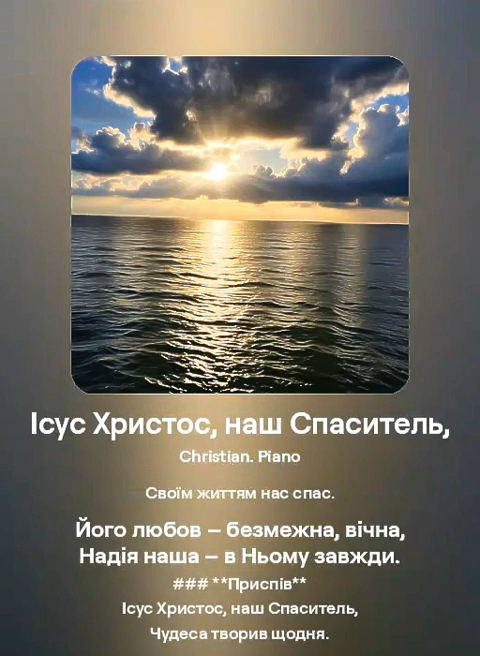 Ісус Христос, наш Спаситель,
Christian. Piano
Своїм життям нас спас.
Його любов – безмежна, вічна,
Надія наша – в Ньому завжди.
### **Приспів**
Ісус Христос, наш Спаситель,
Чудеса творив щодня.